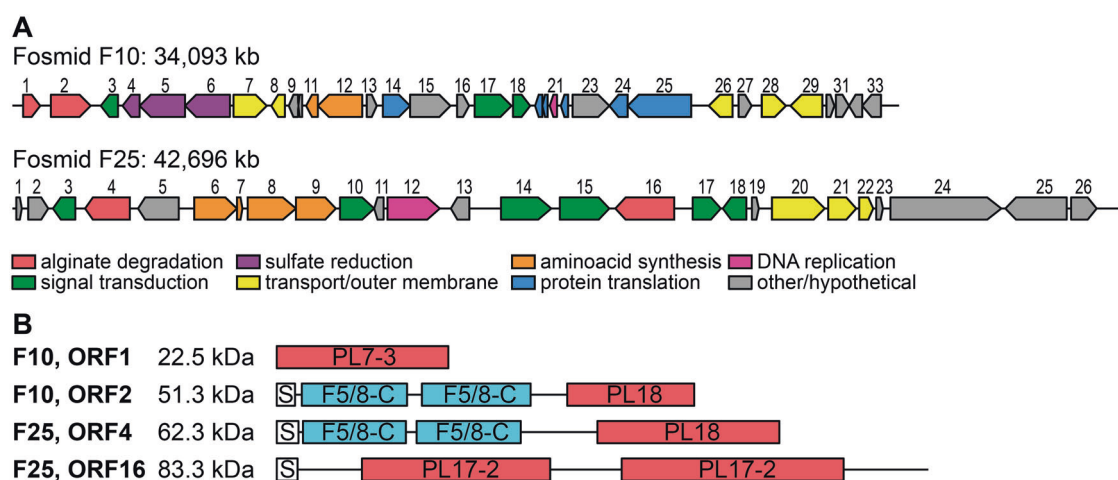 A
Fosmid F10: 34,093 kb
1 2 3 4 5 6 7 8 9 11 12 13 14 15 16 17 18 21 23 24 25 26 27 28 29 31 33
Fosmid F25: 42,696 kb
1 2 3 4 5 6 7 8 9 10 11 12 13 14 15 16 17 18 19 20 21 22 23 24 25 26
alginate degradation sulfate reduction aminoacid synthesis DNA replication
signal transduction transport/outer membrane protein translation other/hypothetical
B
F10, ORF1 22.5 kDa PL7-3
F10, ORF2 51.3 kDa S F5/8-C F5/8-C PL18
F25, ORF4 62.3 kDa S F5/8-C F5/8-C PL18
F25, ORF16 83.3 kDa S PL17-2 PL17-2